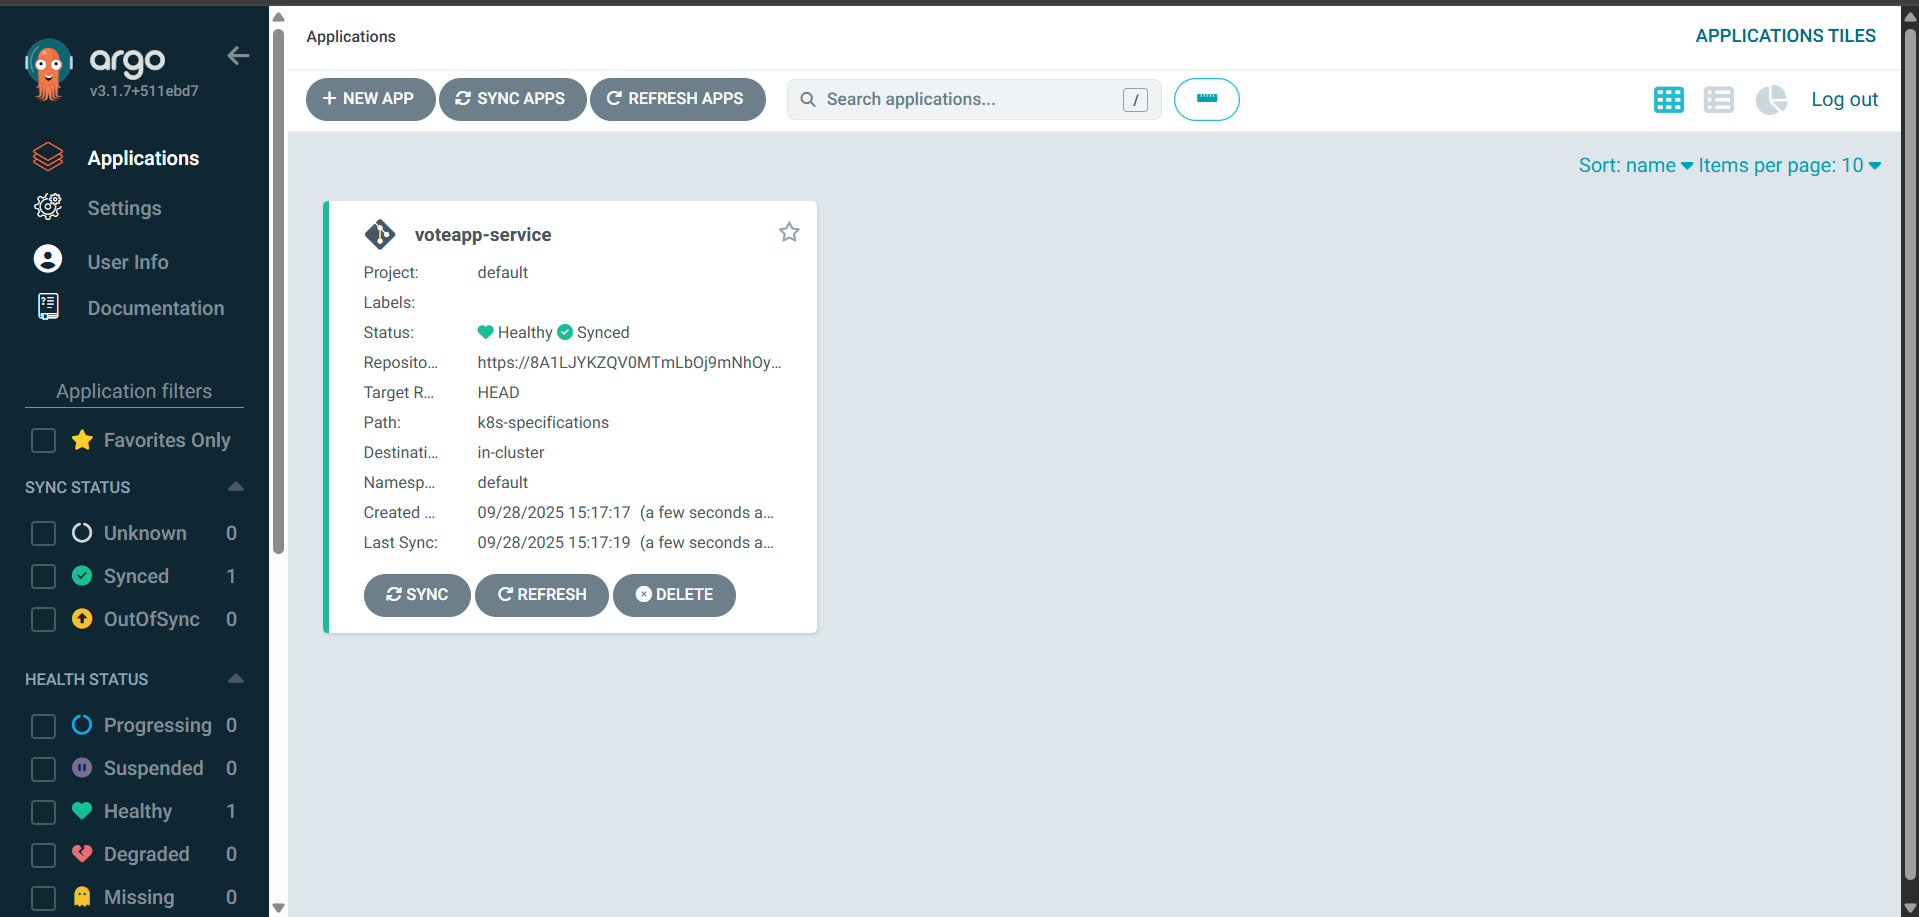 argo
v3.1.7+511ebd7
Applications
Settings
User Info
Documentation
Application filters
Favorites Only
SYNC STATUS
Unknown 0
Synced 1
OutOfSync 0
HEALTH STATUS
Progressing 0
Suspended 0
Healthy 1
Degraded 0
Missing 0
Applications
APPLICATIONS TILES
NEW APP SYNC APPS REFRESH APPS Search applications... / Log out
Sort: name Items per page: 10
voteapp-service
Project: default
Labels:
Status: Healthy Synced
Reposito... https://8A1LJYKZQV0MTmLbOj9mNhOy...
Target R... HEAD
Path: k8s-specifications
Destinati... in-cluster
Namesp... default
Created ... 09/28/2025 15:17:17 (a few seconds a...
Last Sync: 09/28/2025 15:17:19 (a few seconds a...
SYNC REFRESH DELETE